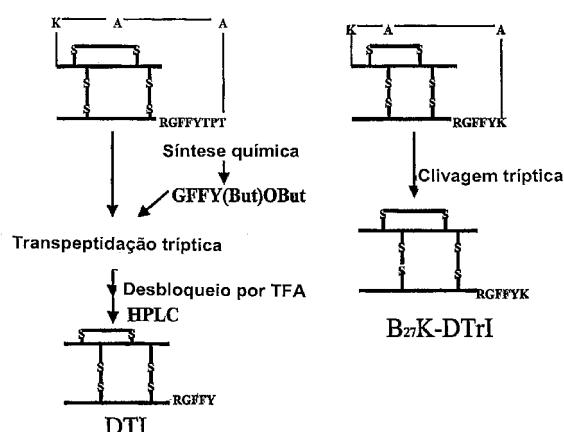 K A A
S S
S S
S S
RGFFYTPT
Síntese química
GFFY(But)OBut
Transpeptidação tríptica
Desbloqueio por TFA
HPLC
S S
S S
S S
RGFFY
DTI
K A A
S S
S S
S S
RGFFYK
Clivagem tríptica
S S
S S
S S
RGFFYK
B27K-DTrI